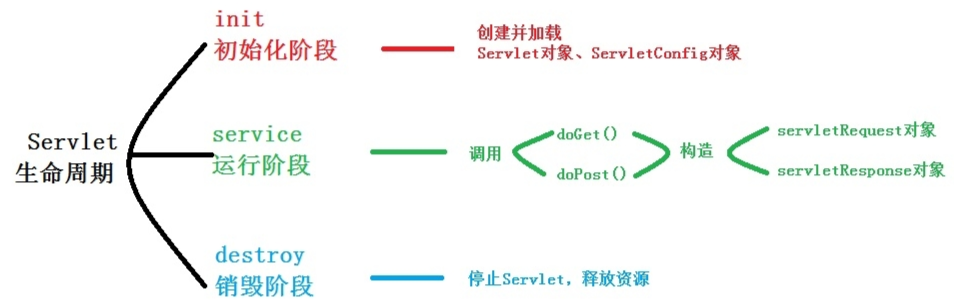 Servlet
生命周期
init
初始化阶段
创建并加载
Servlet对象、ServletConfig对象
service
运行阶段
调用
doGet()
doPost()
构造
servletRequest对象
servletResponse对象
destroy
销毁阶段
停止Servlet，释放资源